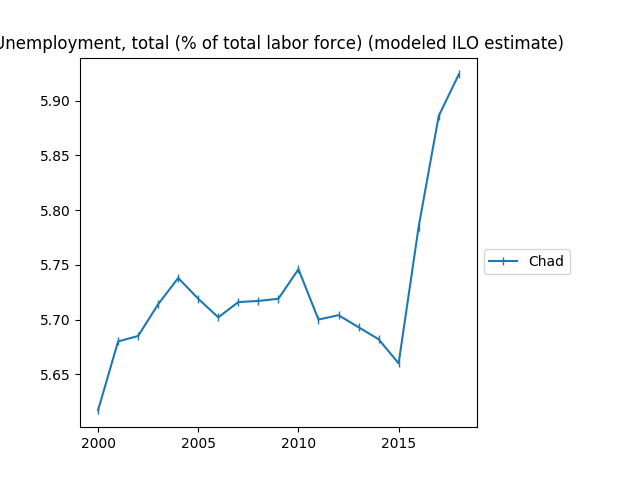 Unemployment, total (% of total labor force) (modeled ILO estimate)
5.90
5.85
5.80
5.75
5.70
5.65
2000 2005 2010 2015
Chad